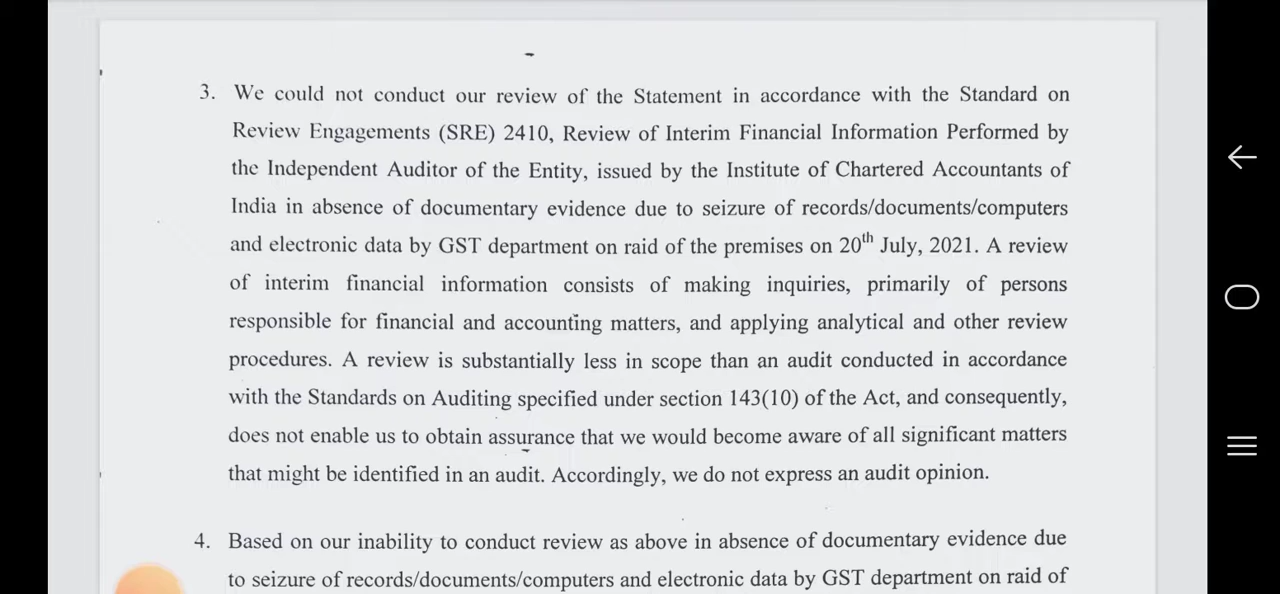 3. We could not conduct our review of the Statement in accordance with the Standard on
Review Engagements (SRE) 2410, Review of Interim Financial Information Performed by
the Independent Auditor of the Entity, issued by the Institute of Chartered Accountants of
India in absence of documentary evidence due to seizure of records/documents/computers
and electronic data by GST department on raid of the premises on 20th July, 2021. A review
of interim financial information consists of making inquiries, primarily of persons
responsible for financial and accounting matters, and applying analytical and other review
procedures. A review is substantially less in scope than an audit conducted in accordance
with the Standards on Auditing specified under section 143(10) of the Act, and consequently,
does not enable us to obtain assurance that we would become aware of all significant matters
that might be identified in an audit. Accordingly, we do not express an audit opinion.
4. Based on our inability to conduct review as above in absence of documentary evidence due
to seizure of records/documents/computers and electronic data by GST department on raid of